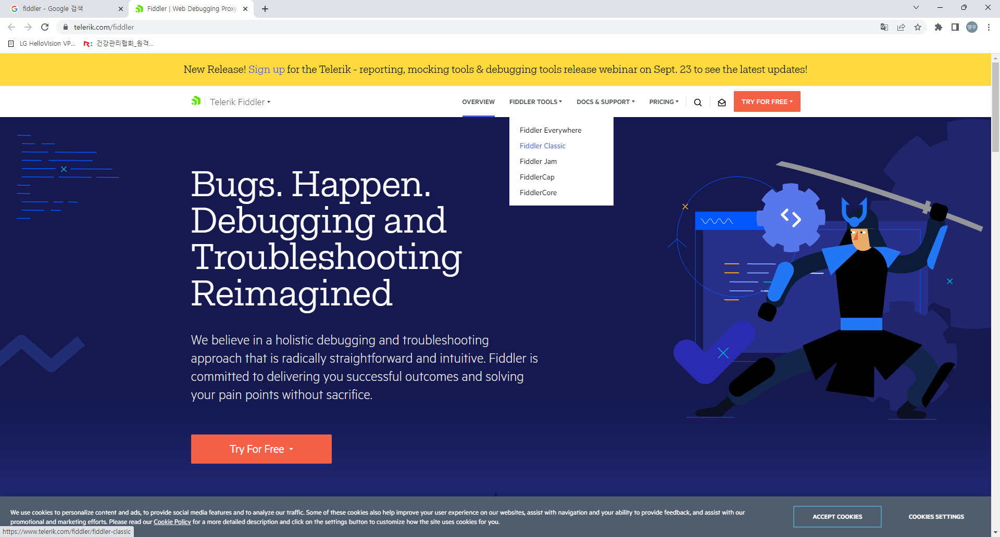 fiddler - Google 검색
Fiddler | Web Debugging Proxy
telerik.com/fiddler
영우
LG HelloVision VP...
건강관리협회_원격...
New Release! Sign up for the Telerik - reporting, mocking tools & debugging tools release webinar on Sept. 23 to see the latest updates!
Telerik Fiddler
OVERVIEW
FIDDLER TOOLS
DOCS & SUPPORT
PRICING
TRY FOR FREE
Fiddler Everywhere
Fiddler Classic
Fiddler Jam
FiddlerCap
FiddlerCore
Bugs. Happen.
Debugging and
Troubleshooting
Reimagined
We believe in a holistic debugging and troubleshooting
approach that is radically straightforward and intuitive. Fiddler is
committed to delivering you successful outcomes and solving
your pain points without sacrifice.
Try For Free
We use cookies to personalize content and ads, to provide social media features and to analyze our traffic. Some of these cookies also help improve your user experience on our websites, assist with navigation and your ability to provide feedback, and assist with our
promotional and marketing efforts. Please read our Cookie Policy for a more detailed description and click on the settings button to customize how the site uses cookies for you.
ACCEPT COOKIES
COOKIES SETTINGS
https://www.telerik.com/fiddler/fiddler-classic